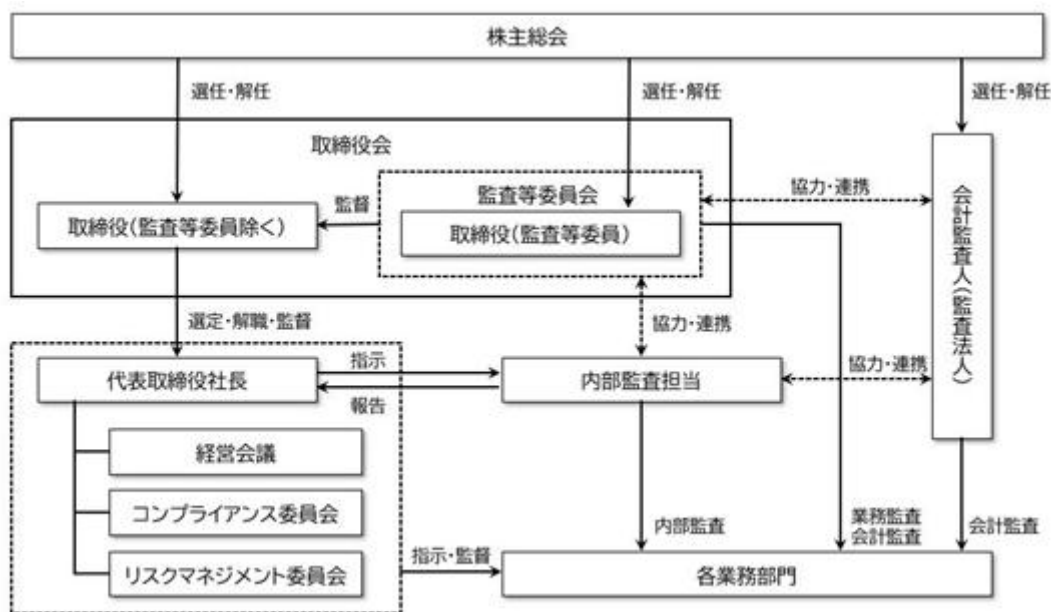 株主総会
選任・解任
選任・解任
選任・解任
取締役会
監査等委員会
協力・連携
監督
取締役(監査等委員除く)
取締役(監査等委員)
会計監査人(監査法人)
選定・解職・監督
協力・連携
代表取締役社長
指示
報告
内部監査担当
協力・連携
経営会議
コンプライアンス委員会
リスクマネジメント委員会
内部監査
業務監査
会計監査
会計監査
指示・監督
各業務部門